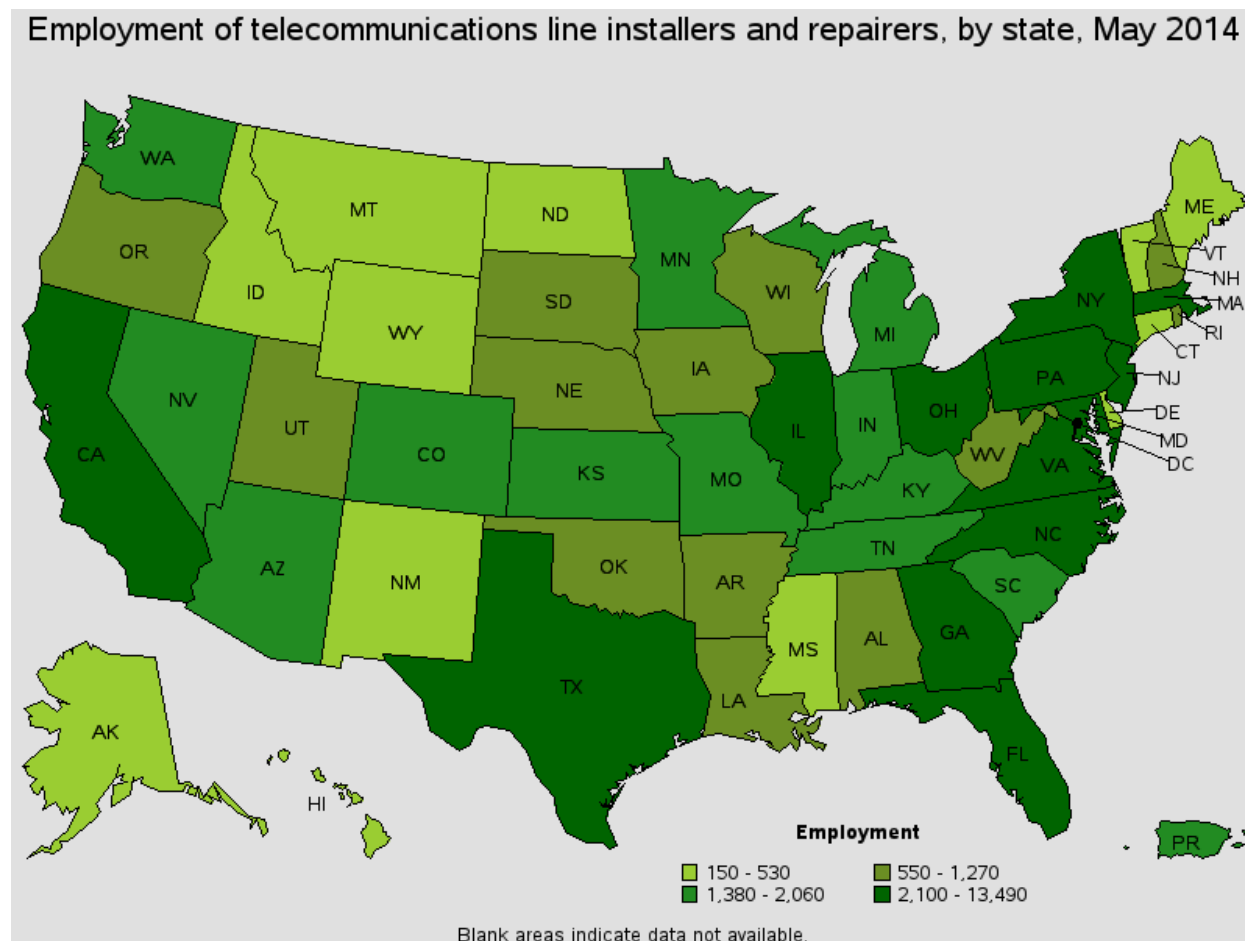 Employment of telecommunications line installers and repairers, by state, May 2014
WA
MT
ND
ME
OR
MN
VT
ID
SD
WI
NH
NY
MA
WY
MI
RI
CT
IA
PA
NJ
NV
NE
UT
IL
IN
OH
DE
CA
CO
MD
WV
VA
DC
KS
MO
KY
NC
TN
AZ
OK
NM
AR
SC
MS
AL
GA
TX
LA
AK
FL
HI
PR
Employment
150 - 530
550 - 1,270
1,380 - 2,060
2,100 - 13,490
Blank areas indicate data not available.